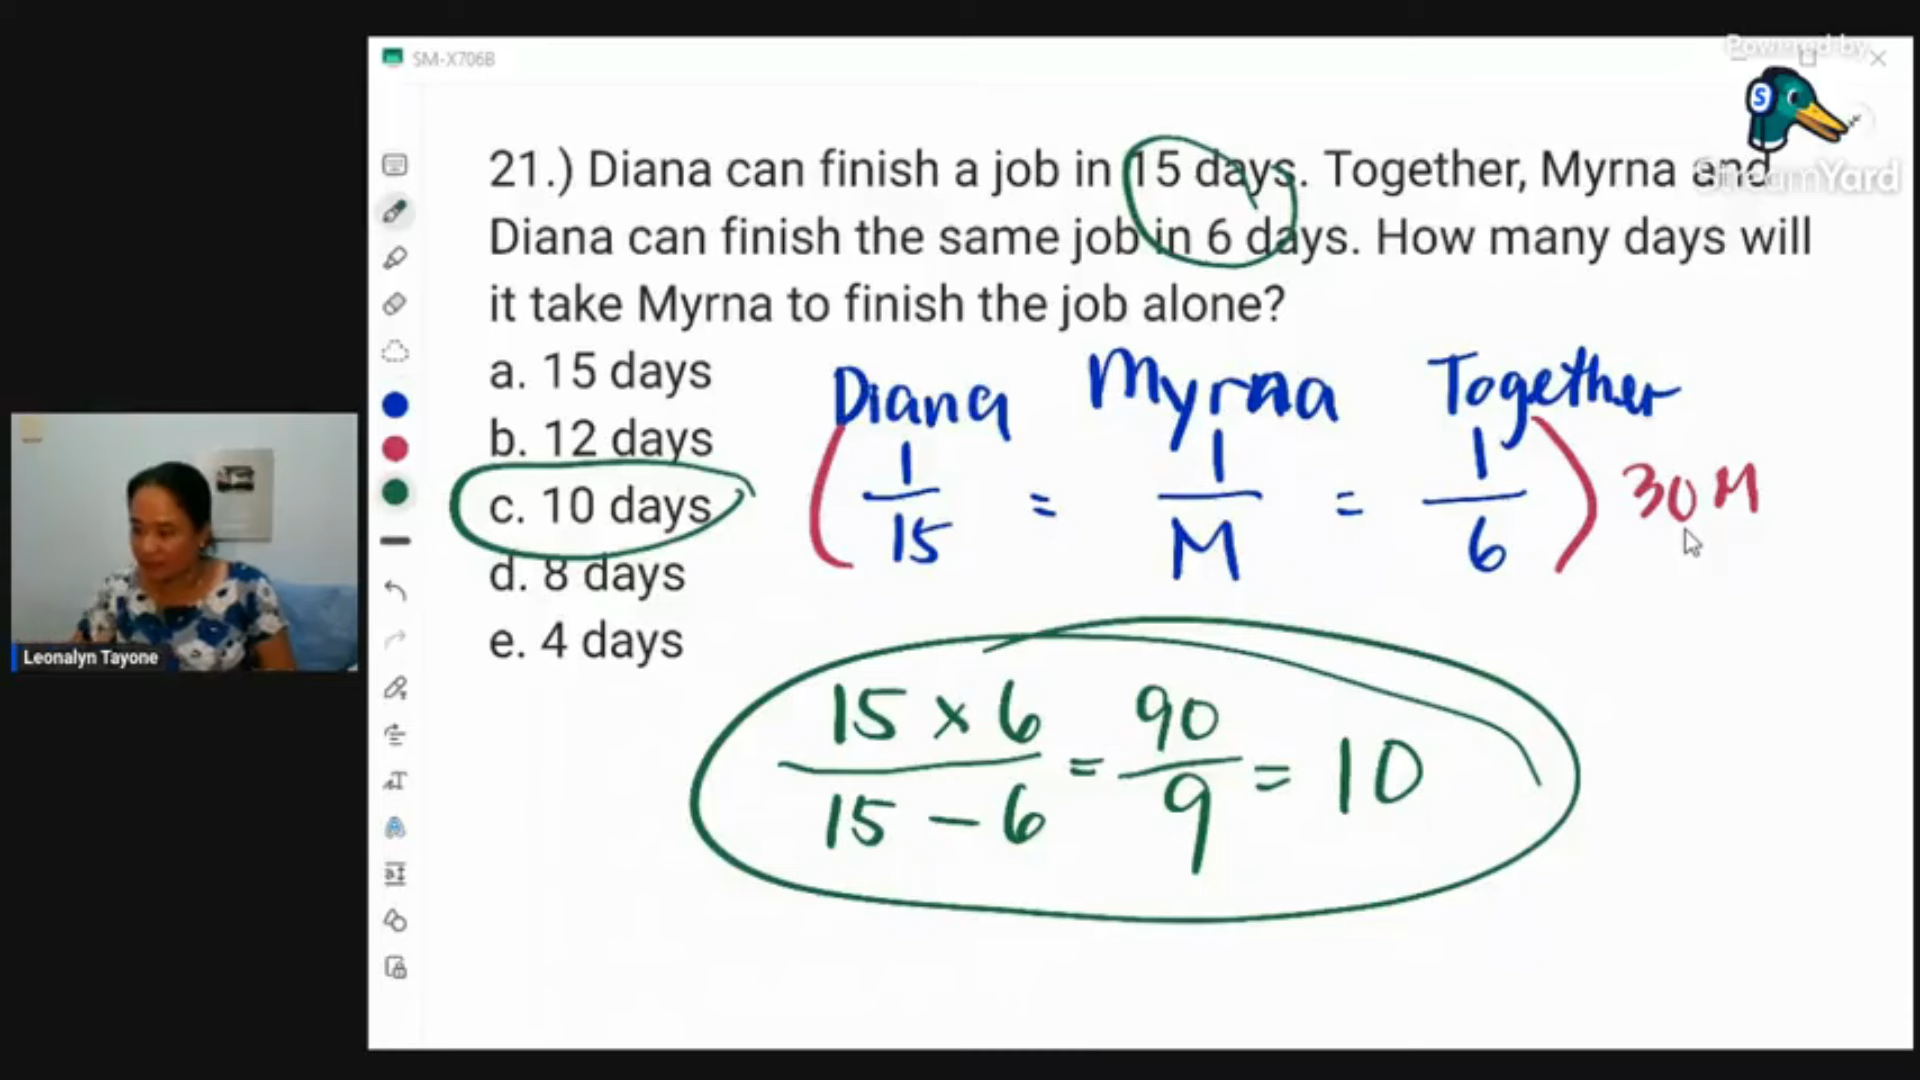 SM-X706B
Powered by
StreamYard
21.) Diana can finish a job in 15 days. Together, Myrna and
Diana can finish the same job in 6 days. How many days will
it take Myrna to finish the job alone?
a. 15 days
b. 12 days
c. 10 days
d. 8 days
e. 4 days
Diana Myrna Together
( 1/15 = 1/M = 1/6 ) 30M
15 x 6 / 15 - 6 = 90/9 = 10
Leonalyn Tayone